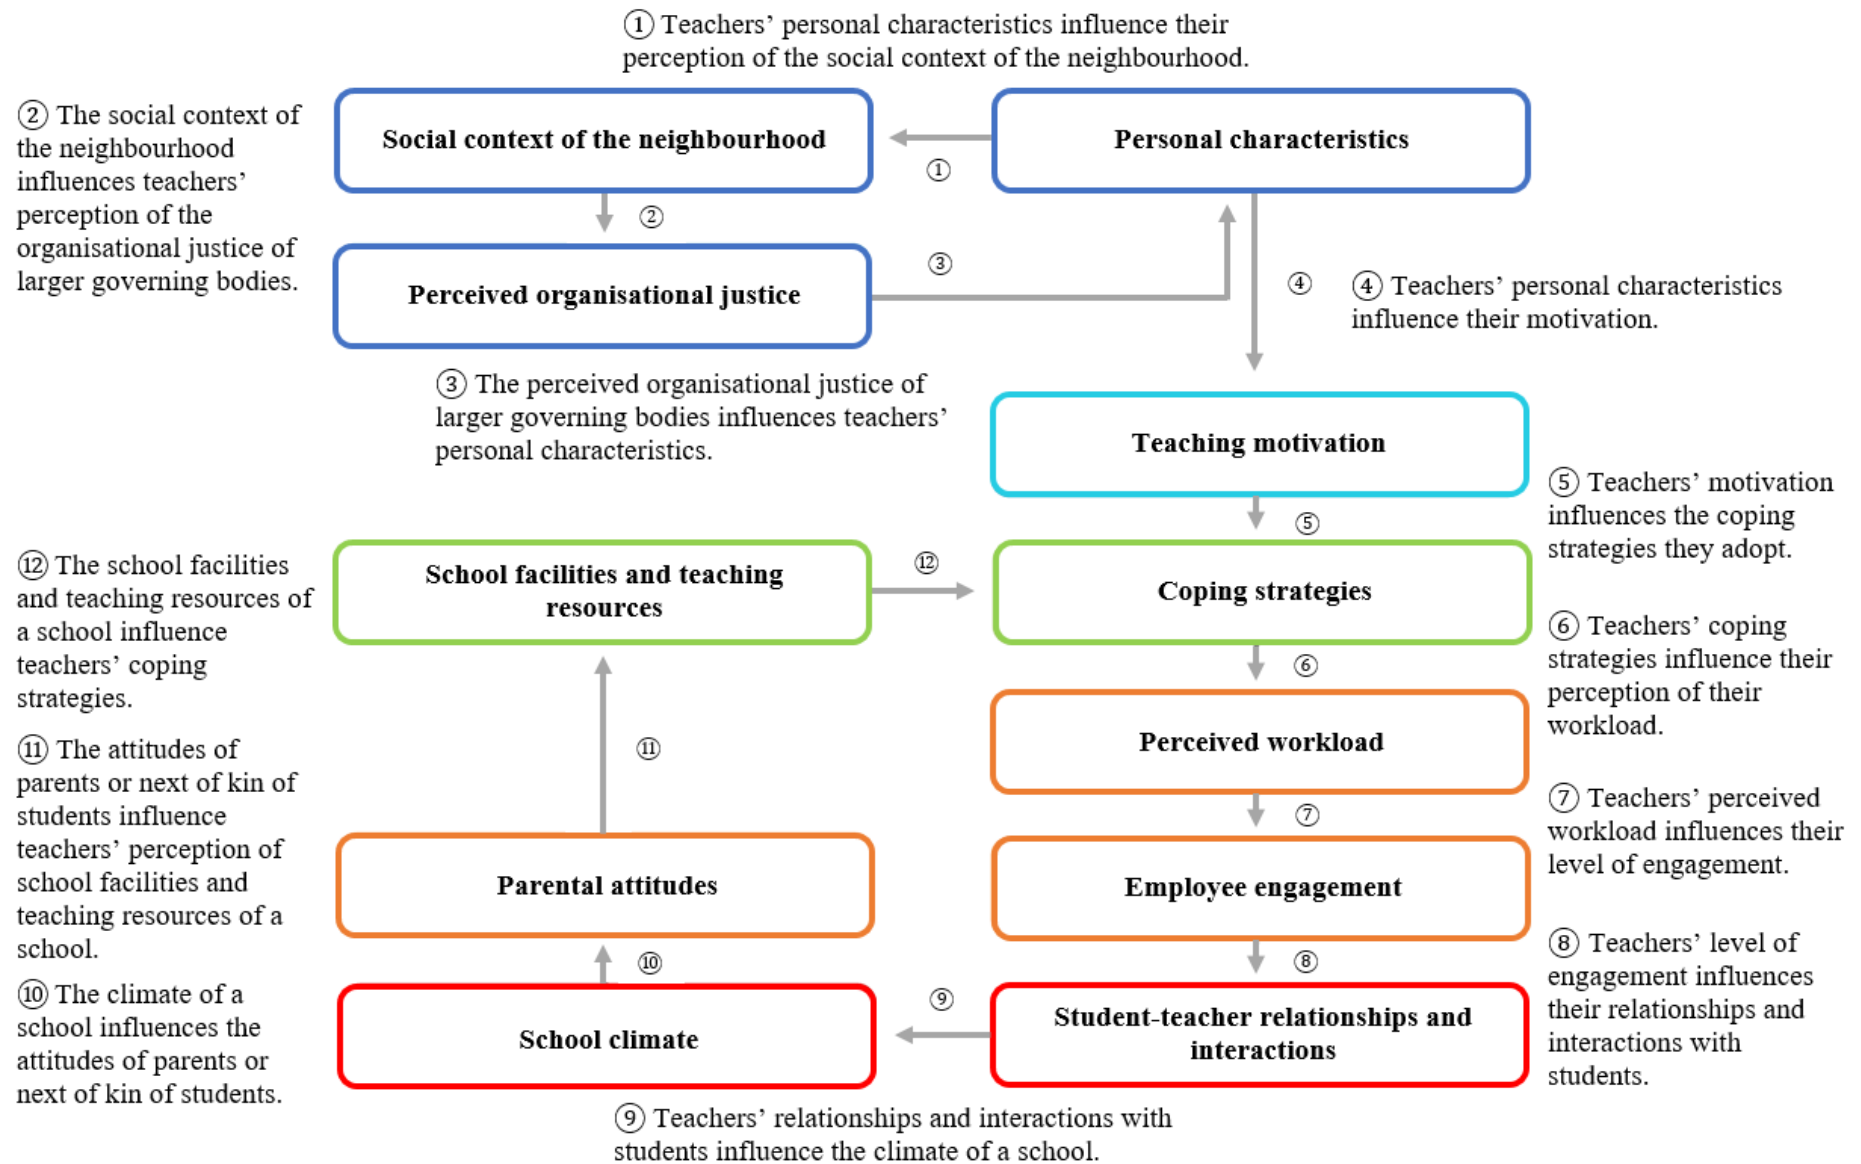 ① Teachers’ personal characteristics influence their
perception of the social context of the neighbourhood.
② The social context of
the neighbourhood
influences teachers’
perception of the
organisational justice of
larger governing bodies.
Social context of the neighbourhood
Personal characteristics
①
②
Perceived organisational justice
③
④
④ Teachers’ personal characteristics
influence their motivation.
③ The perceived organisational justice of
larger governing bodies influences teachers’
personal characteristics.
Teaching motivation
⑤
⑤ Teachers’ motivation
influences the coping
strategies they adopt.
⑫ The school facilities
and teaching resources of
a school influence
teachers’ coping
strategies.
School facilities and teaching
resources
⑫
Coping strategies
⑥
⑥ Teachers’ coping
strategies influence their
perception of their
workload.
⑪ The attitudes of
parents or next of kin of
students influence
teachers’ perception of
school facilities and
teaching resources of a
school.
⑪
Perceived workload
⑦
⑦ Teachers’ perceived
workload influences their
level of engagement.
Parental attitudes
Employee engagement
⑩
⑧
⑧ Teachers’ level of
engagement influences
their relationships and
interactions with
students.
⑩ The climate of a
school influences the
attitudes of parents or
next of kin of students.
School climate
⑨
Student-teacher relationships and
interactions
⑨ Teachers’ relationships and interactions with
students influence the climate of a school.